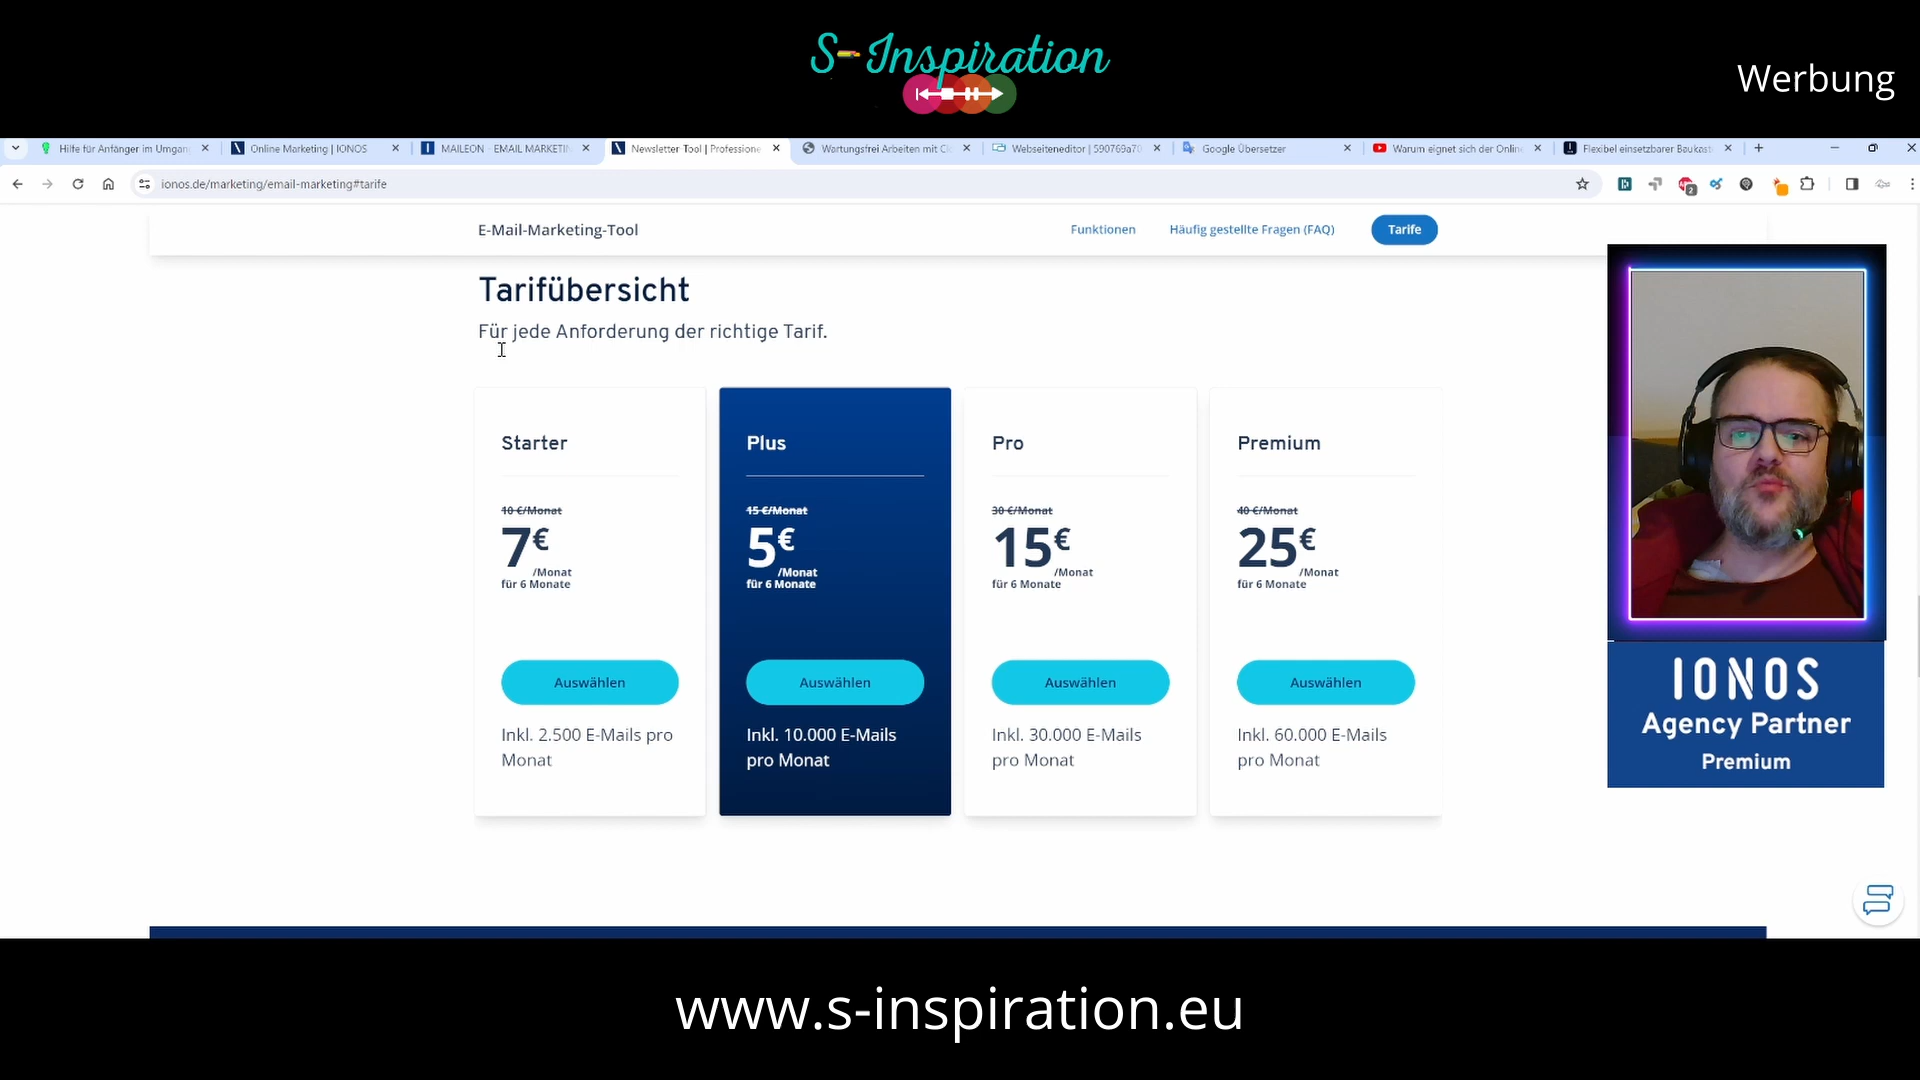 S-Inspiration
Werbung
Hilfe für Anfänger im Umgan
Online Marketing | IONOS
MAILEON - EMAIL MARKETIN
Newsletter-Tool | Professione
Wartungsfrei Arbeiten mit Cl
Webseiteneditor | 590769a70
Google Übersetzer
Warum eignet sich der Onlin
Flexibel einsetzbarer Baukast
ionos.de/marketing/email-marketing#tarife
2
E-Mail-Marketing-Tool
Funktionen
Häufig gestellte Fragen (FAQ)
Tarife
Tarifübersicht
Für jede Anforderung der richtige Tarif.
Starter
10 €/Monat
7€
/Monat
für 6 Monate
Auswählen
Inkl. 2.500 E-Mails pro
Monat
Plus
15 €/Monat
5€
/Monat
für 6 Monate
Auswählen
Inkl. 10.000 E-Mails
pro Monat
Pro
30 €/Monat
15€
/Monat
für 6 Monate
Auswählen
Inkl. 30.000 E-Mails
pro Monat
Premium
40 €/Monat
25€
/Monat
für 6 Monate
Auswählen
Inkl. 60.000 E-Mails
pro Monat
IONOS
Agency Partner
Premium
www.s-inspiration.eu